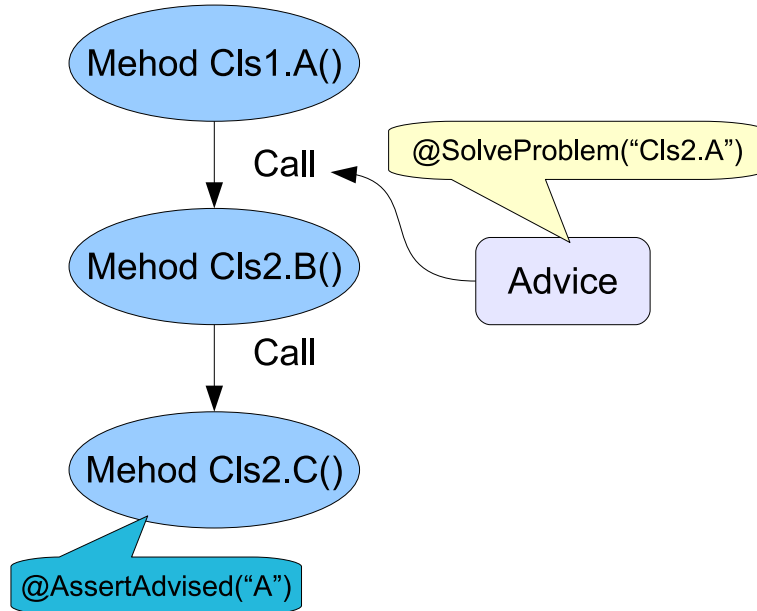 Mehod Cls1.A()
Call
@SolveProblem(“Cls2.A”)
Mehod Cls2.B()
Advice
Call
Mehod Cls2.C()
@AssertAdvised(“A”)